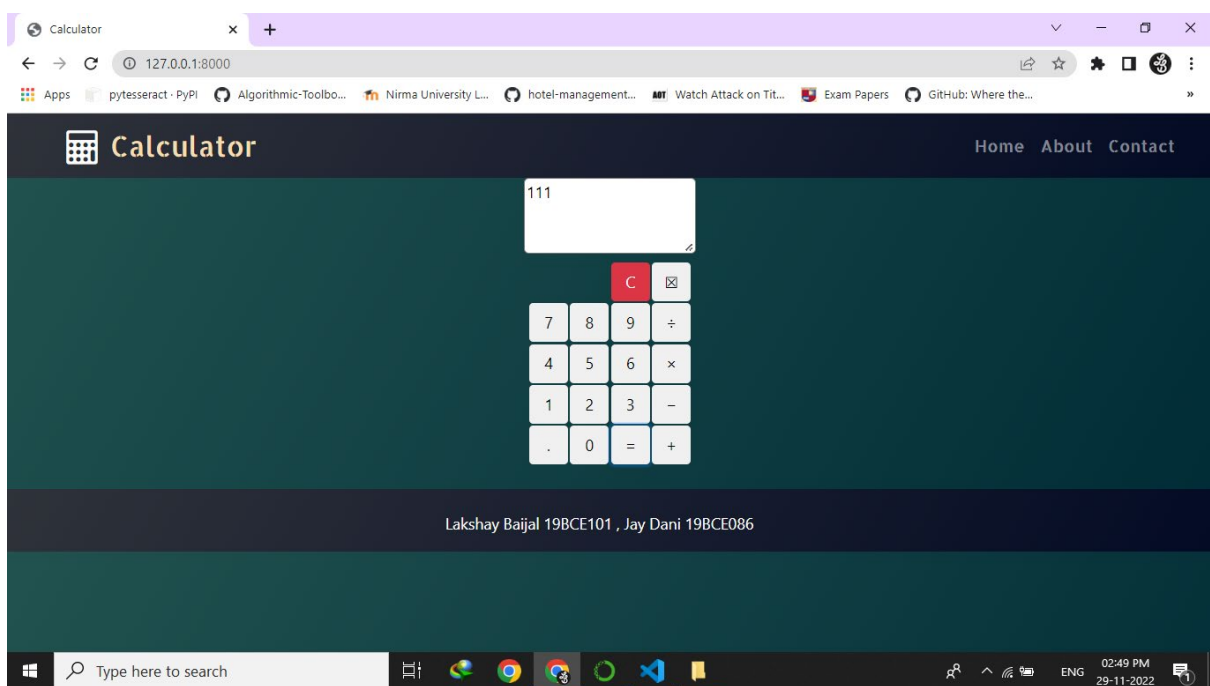 Calculator
127.0.0.1:8000
Apps pytesseract · PyPI Algorithmic-Toolbo... Nirma University L... hotel-management... AOT Watch Attack on Tit... Exam Papers GitHub: Where the... »
Calculator Home About Contact
111
C ☒
7 8 9 ÷
4 5 6 ×
1 2 3 −
. 0 = +
Lakshay Baijal 19BCE101 , Jay Dani 19BCE086
Type here to search ENG 02:49 PM
29-11-2022 1